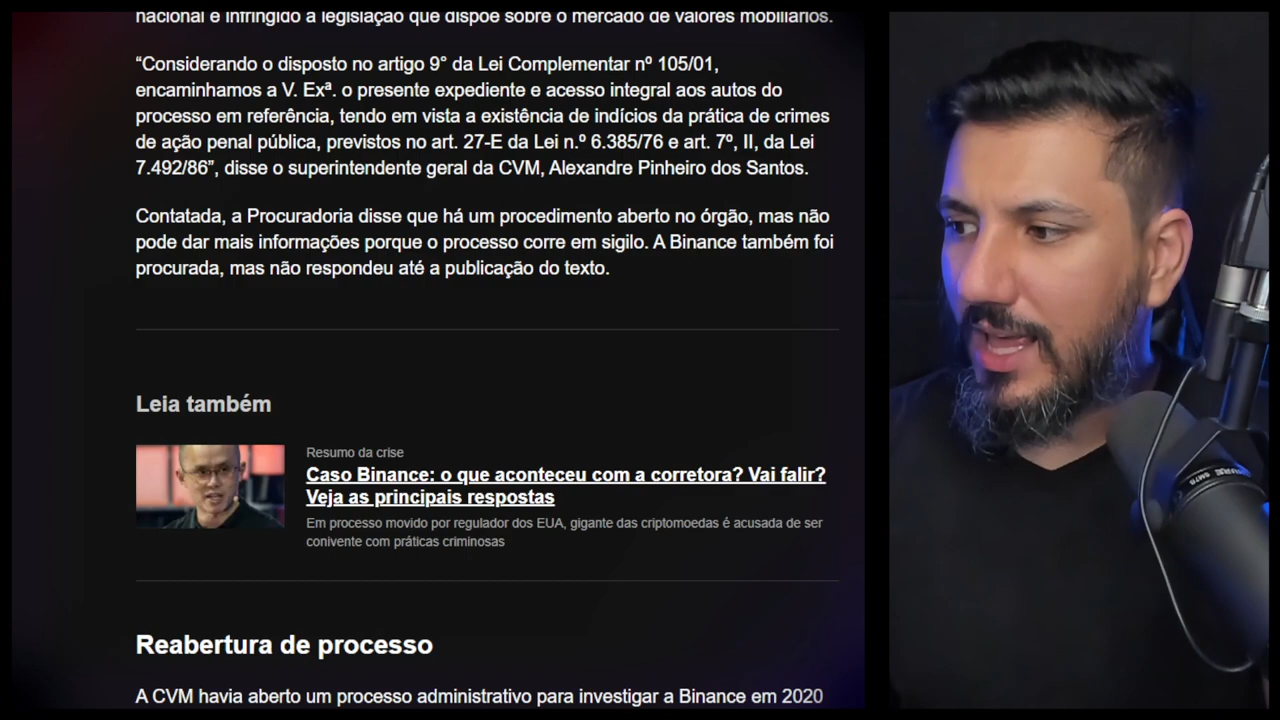 nacional e infringido a legislação que dispõe sobre o mercado de valores mobiliários.
“Considerando o disposto no artigo 9° da Lei Complementar nº 105/01,
encaminhamos a V. Exª. o presente expediente e acesso integral aos autos do
processo em referência, tendo em vista a existência de indícios da prática de crimes
de ação penal pública, previstos no art. 27-E da Lei n.º 6.385/76 e art. 7º, II, da Lei
7.492/86”, disse o superintendente geral da CVM, Alexandre Pinheiro dos Santos.
Contatada, a Procuradoria disse que há um procedimento aberto no órgão, mas não
pode dar mais informações porque o processo corre em sigilo. A Binance também foi
procurada, mas não respondeu até a publicação do texto.
Leia também
Resumo da crise
Caso Binance: o que aconteceu com a corretora? Vai falir?
Veja as principais respostas
Em processo movido por regulador dos EUA, gigante das criptomoedas é acusada de ser
conivente com práticas criminosas
Reabertura de processo
A CVM havia aberto um processo administrativo para investigar a Binance em 2020